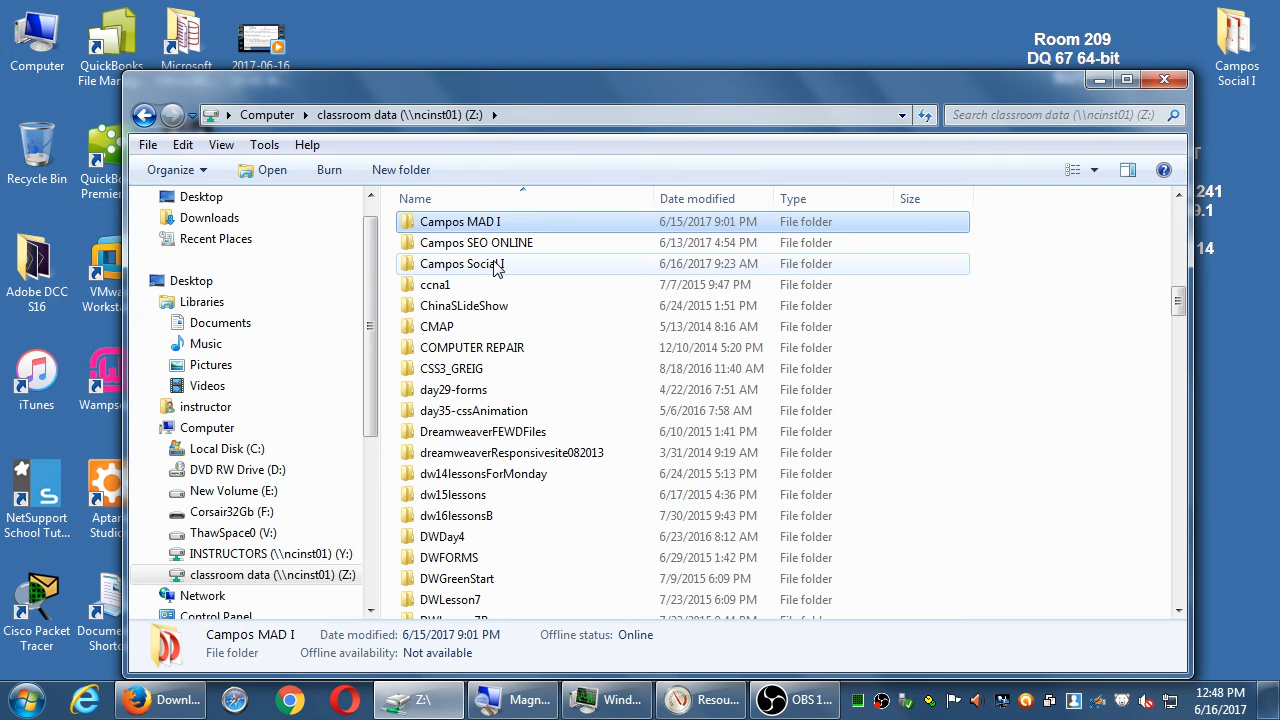 Computer
QuickBooks
File Man
Microsoft
2017-06-16
Room 209
DQ 67 64-bit
Campos
Social I
Computer classroom data (\\ncinst01) (Z:)
Search classroom data (\\ncinst01) (Z:)
File Edit View Tools Help
Organize Open Burn New folder
Recycle Bin
QuickBo
Premier
241
9.1
14
Adobe DCC
S16
VMwa
Worksta
iTunes
Wampse
NetSupport
School Tut...
Aptan
Studio
Cisco Packet
Tracer
Docume
Shorto
Desktop
Downloads
Recent Places
Desktop
Libraries
Documents
Music
Pictures
Videos
instructor
Computer
Local Disk (C:)
DVD RW Drive (D:)
New Volume (E:)
Corsair32Gb (F:)
ThawSpace0 (V:)
INSTRUCTORS (\\ncinst01) (Y:)
classroom data (\\ncinst01) (Z:)
Network
Control Panel
Name Date modified Type Size
Campos MAD I 6/15/2017 9:01 PM File folder
Campos SEO ONLINE 6/13/2017 4:54 PM File folder
Campos Social I 6/16/2017 9:23 AM File folder
ccna1 7/7/2015 9:47 PM File folder
ChinaSLideShow 6/24/2015 1:51 PM File folder
CMAP 5/13/2014 8:16 AM File folder
COMPUTER REPAIR 12/10/2014 5:20 PM File folder
CSS3_GREIG 8/18/2016 11:40 AM File folder
day29-forms 4/22/2016 7:51 AM File folder
day35-cssAnimation 5/6/2016 7:58 AM File folder
DreamweaverFEWDFiles 6/10/2015 1:41 PM File folder
dreamweaverResponsivesite082013 3/31/2014 9:19 AM File folder
dw14lessonsForMonday 6/24/2015 5:13 PM File folder
dw15lessons 6/17/2015 4:39 PM File folder
dw16lessonsB 7/30/2015 9:43 PM File folder
DWDay4 6/23/2016 8:12 AM File folder
DWFORMS 6/29/2015 1:42 PM File folder
DWGreenStart 7/9/2015 6:09 PM File folder
DWLesson7 7/23/2015 6:09 PM File folder
Campos MAD I Date modified: 6/15/2017 9:01 PM Offline status: Online
File folder Offline availability: Not available
Downl... Z:\ Magn... Wind... Resou... OBS 1...
12:48 PM
6/16/2017